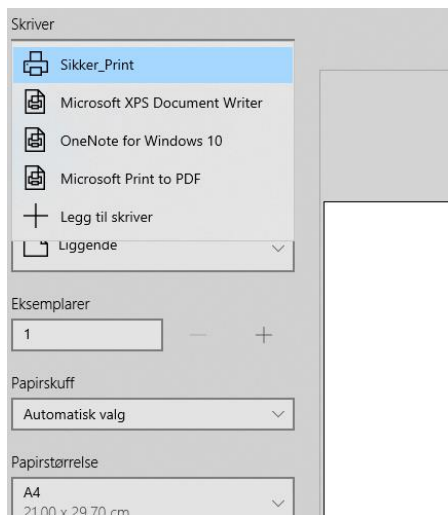 Skriver
Sikker_Print
Microsoft XPS Document Writer
OneNote for Windows 10
Microsoft Print to PDF
Legg til skriver
Liggende
Eksemplarer
1
Papirskuff
Automatisk valg
Papirstørrelse
A4
21,00 x 29,70 cm